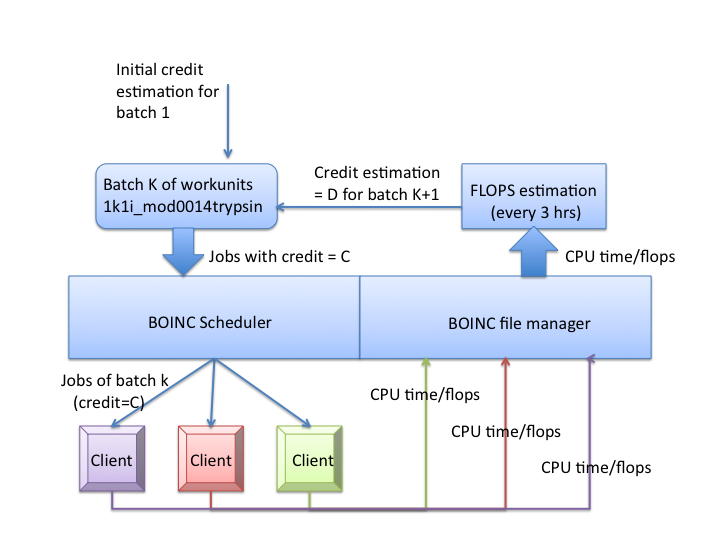 Initial credit
estimation for
batch 1
Batch K of workunits
1k1i_mod0014trypsin
Credit estimation
= D for batch K+1
FLOPS estimation
(every 3 hrs)
Jobs with credit = C
CPU time/flops
BOINC Scheduler
BOINC file manager
Jobs of batch k
(credit=C)
CPU time/flops
CPU time/flops
CPU time/flops
Client
Client
Client